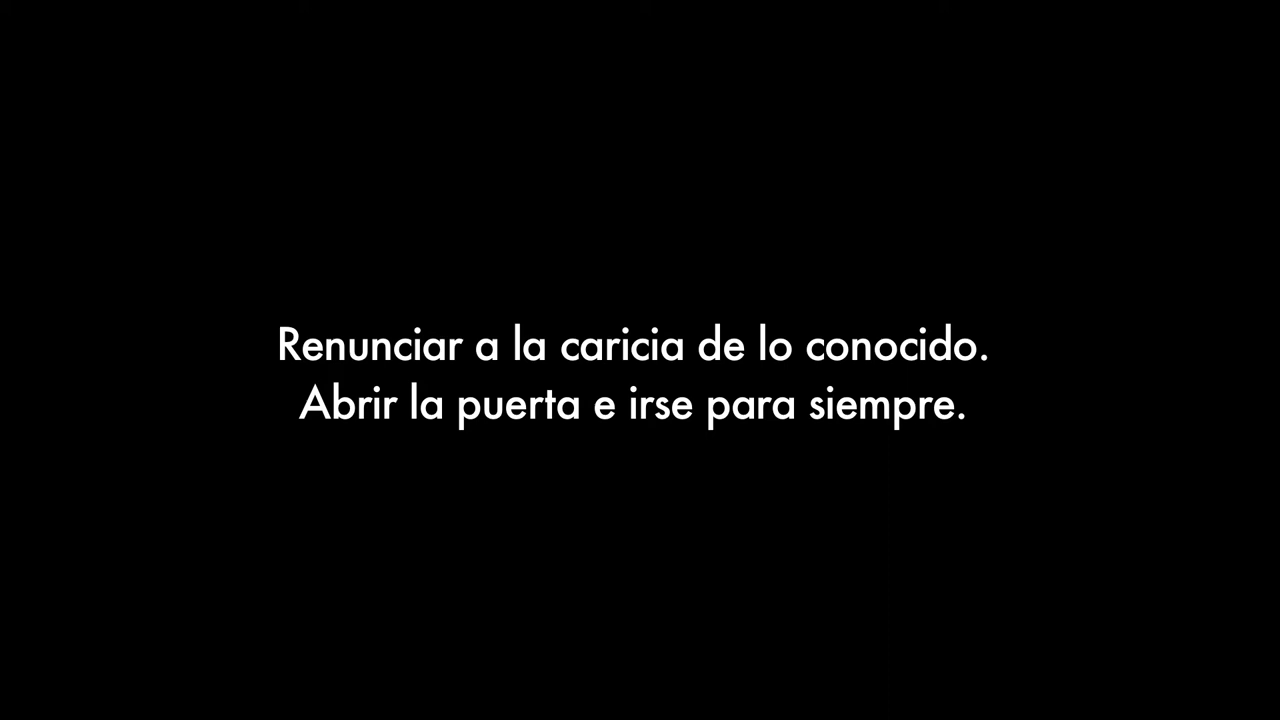 Renunciar a la caricia de lo conocido.
Abrir la puerta e irse para siempre.